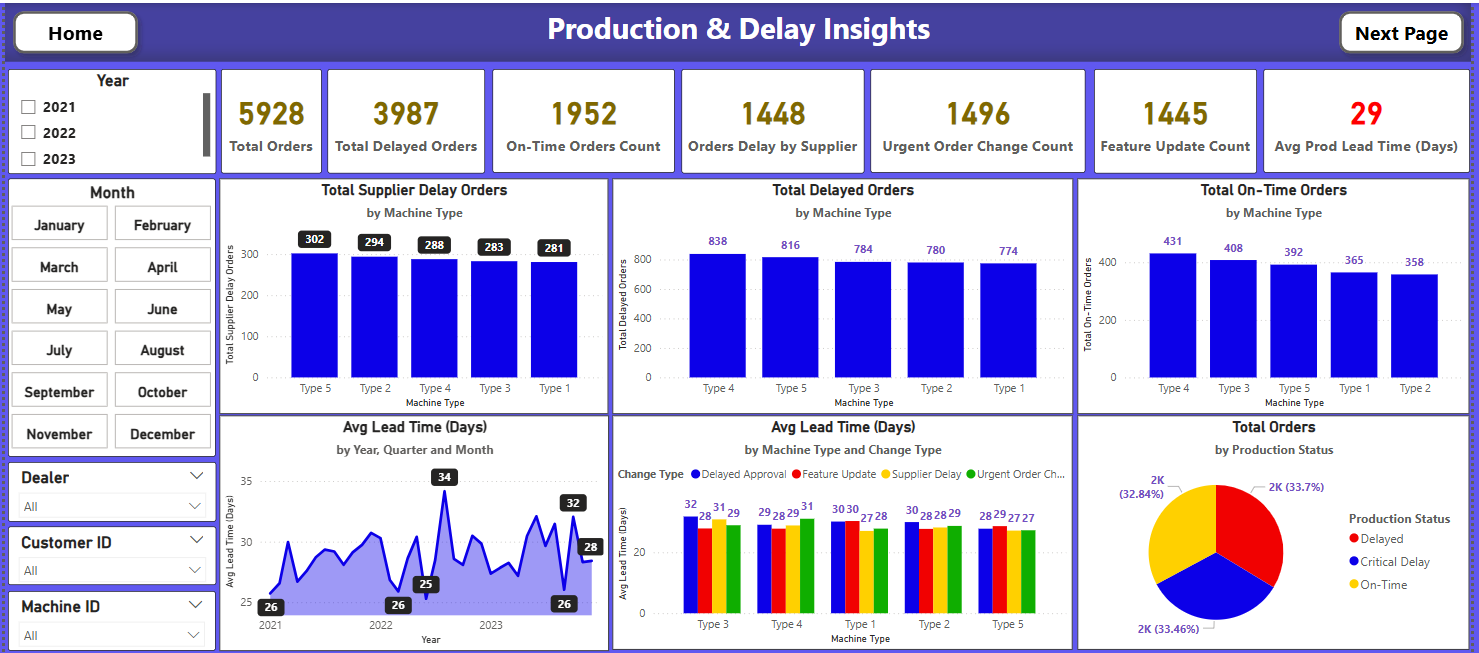 Home
Production & Delay Insights
Next Page
Year
2021
2022
2023
5928
Total Orders
3987
Total Delayed Orders
1952
On-Time Orders Count
1448
Orders Delay by Supplier
1496
Urgent Order Change Count
1445
Feature Update Count
29
Avg Prod Lead Time (Days)
Month
January
February
March
April
May
June
July
August
September
October
November
December
Dealer
All
Customer ID
All
Machine ID
All
Total Supplier Delay Orders
by Machine Type
Total Supplier Delay Orders
300
200
100
0
302
294
288
283
281
Type 5
Type 2
Type 4
Type 3
Type 1
Machine Type
Total Delayed Orders
by Machine Type
Total Delayed Orders
800
600
400
200
0
838
816
784
780
774
Type 4
Type 5
Type 3
Type 2
Type 1
Machine Type
Total On-Time Orders
by Machine Type
Total On-Time Orders
400
200
0
431
408
392
365
358
Type 4
Type 3
Type 5
Type 1
Type 2
Machine Type
Avg Lead Time (Days)
by Year, Quarter and Month
Avg Lead Time (Days)
35
30
25
26
26
25
34
26
32
28
2021
2022
2023
Year
Avg Lead Time (Days)
by Machine Type and Change Type
Change Type Delayed Approval Feature Update Supplier Delay Urgent Order Ch...
Avg Lead Time (Days)
20
0
32 28 31 29
29 28 29 31
30 30 27 28
30 28 28 29
28 29 27 27
Type 3
Type 4
Type 1
Type 2
Type 5
Machine Type
Total Orders
by Production Status
2K
(32.84%)
2K (33.7%)
2K (33.46%)
Production Status
Delayed
Critical Delay
On-Time